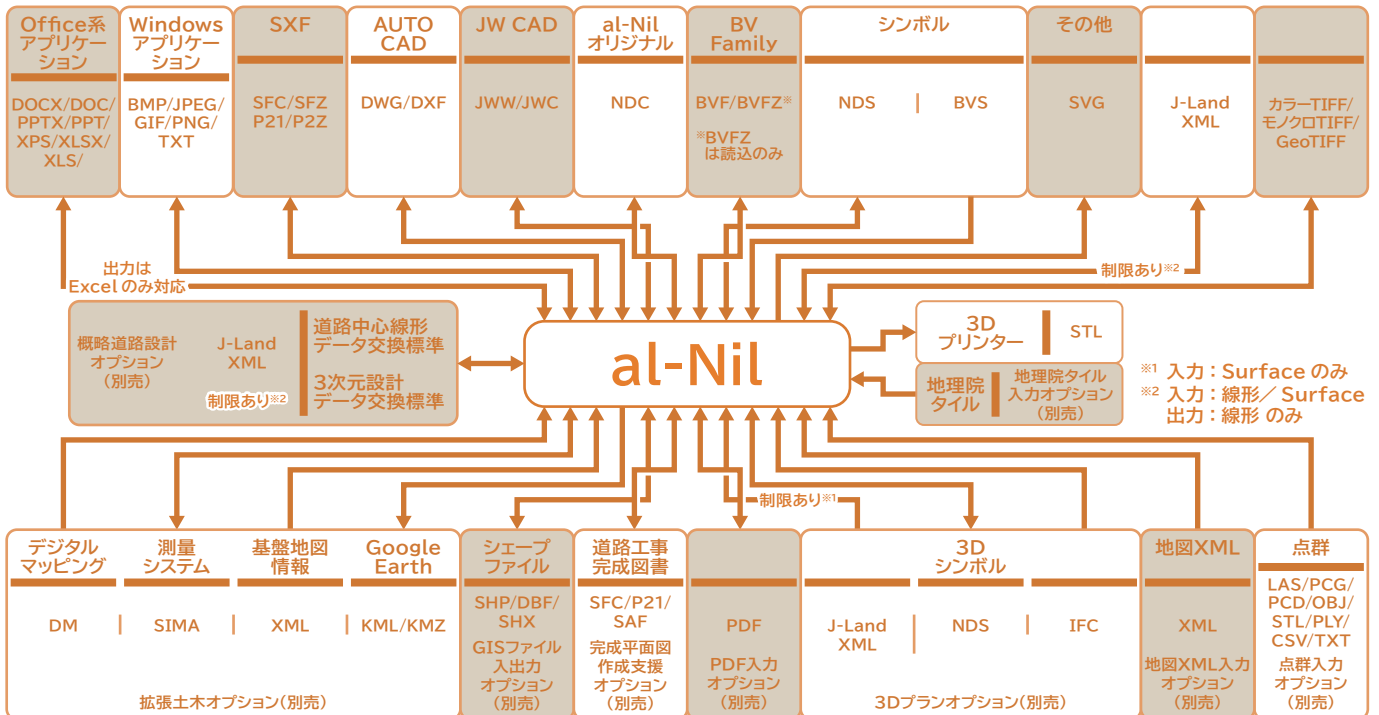 Office系
アプリケー
ション
DOCX/DOC/
PPTX/PPT/
XPS/XLSX/
XLS/
Windows
アプリケー
ション
BMP/JPEG/
GIF/PNG/
TXT
SXF
SFC/SFZ
P21/P2Z
AUTO
CAD
DWG/DXF
JW CAD
JWW/JWC
al-Nil
オリジナル
NDC
BV
Family
BVF/BVFZ※
※BVFZ
は読込のみ
シンボル
NDS
BVS
その他
SVG
J-Land
XML
カラーTIFF/
モノクロTIFF/
GeoTIFF
出力は
Excel のみ対応
制限あり※2
概略道路設計
オプション
(別売)
J-Land
XML
制限あり※2
道路中心線形
データ交換標準
3次元設計
データ交換標準
al-Nil
3D
プリンター
STL
地理院
タイル
地理院タイル
入力オプション
(別売)
※1 入力:Surface のみ
※2 入力:線形/ Surface
出力:線形 のみ
制限あり※1
デジタル
マッピング
DM
測量
システム
SIMA
基盤地図
情報
XML
Google
Earth
KML/KMZ
拡張土木オプション(別売)
シェープ
ファイル
SHP/DBF/
SHX
GISファイル
入出力
オプション
(別売)
道路工事
完成図書
SFC/P21/
SAF
完成平面図
作成支援
オプション
(別売)
PDF
PDF入力
オプション
(別売)
3D
シンボル
J-Land
XML
NDS
IFC
3Dプランオプション(別売)
地図XML
XML
地図XML入力
オプション
(別売)
点群
LAS/PCG/
PCD/OBJ/
STL/PLY/
CSV/TXT
点群入力
オプション
(別売)